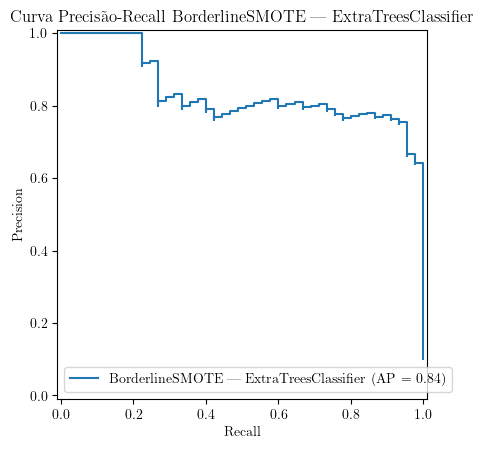 Curva Precisão-Recall BorderlineSMOTE — ExtraTreesClassifier
1.0
0.8
0.6
0.4
0.2
0.0
Precision
BorderlineSMOTE — ExtraTreesClassifier (AP = 0.84)
0.0 0.2 0.4 0.6 0.8 1.0
Recall